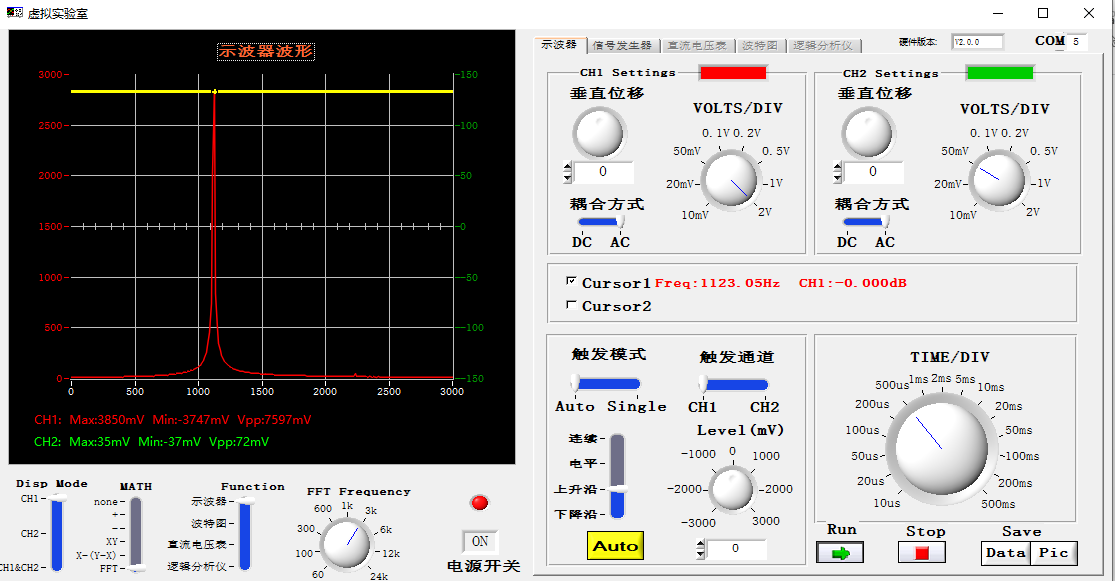 虚拟实验室
示波器波形
3000
2500
2000
1500
1000
500
0
150
100
50
0
-50
-100
-150
0 500 1000 1500 2000 2500 3000
CH1: Max:3850mV Min:-3747mV Vpp:7597mV
CH2: Max:35mV Min:-37mV Vpp:72mV
Disp Mode
CH1
CH2
CH1&CH2
MATH
none
+
-
XY
X-(Y-X)
FFT
Function
示波器
波特图
直流电压表
逻辑分析仪
FFT Frequency
60
100
300
600
1k
3k
6k
12k
24k
ON
电源开关
示波器 信号发生器 直流电压表 波特图 逻辑分析仪
硬件版本: V2.0.0 COM 5
CH1 Settings
垂直位移
0
耦合方式
DC AC
VOLTS/DIV
10mV
20mV
50mV
0.1V 0.2V
0.5V
1V
2V
CH2 Settings
垂直位移
0
耦合方式
DC AC
VOLTS/DIV
10mV
20mV
50mV
0.1V 0.2V
0.5V
1V
2V
Cursor1 Freq:1123.05Hz CH1:-0.000dB
Cursor2
触发模式
Auto Single
触发通道
CH1 CH2
连续
电平
上升沿
下降沿
Level(mV)
-3000
-2000
-1000
0
1000
2000
3000
Auto
0
TIME/DIV
10us
20us
50us
100us
200us
500us
1ms 2ms 5ms
10ms
20ms
50ms
100ms
200ms
500ms
Run Stop Save
Data Pic